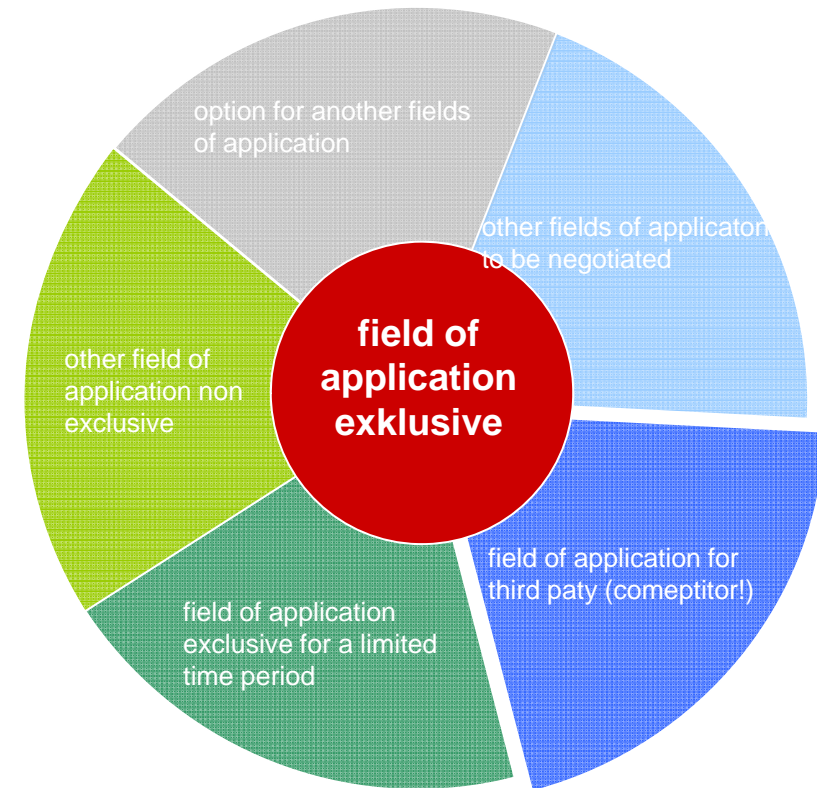 option for another fields
of application
other fields of applicaton
to be negotiated
field of
application
exklusive
other field of
application non
exclusive
field of application for
third paty (comeptitor!)
field of application
exclusive for a limited
time period